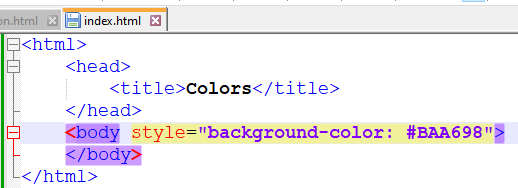 on.html index.html
<html>
<head>
<title>Colors</title>
</head>
<body style="background-color: #BAA698">
</body>
</html>